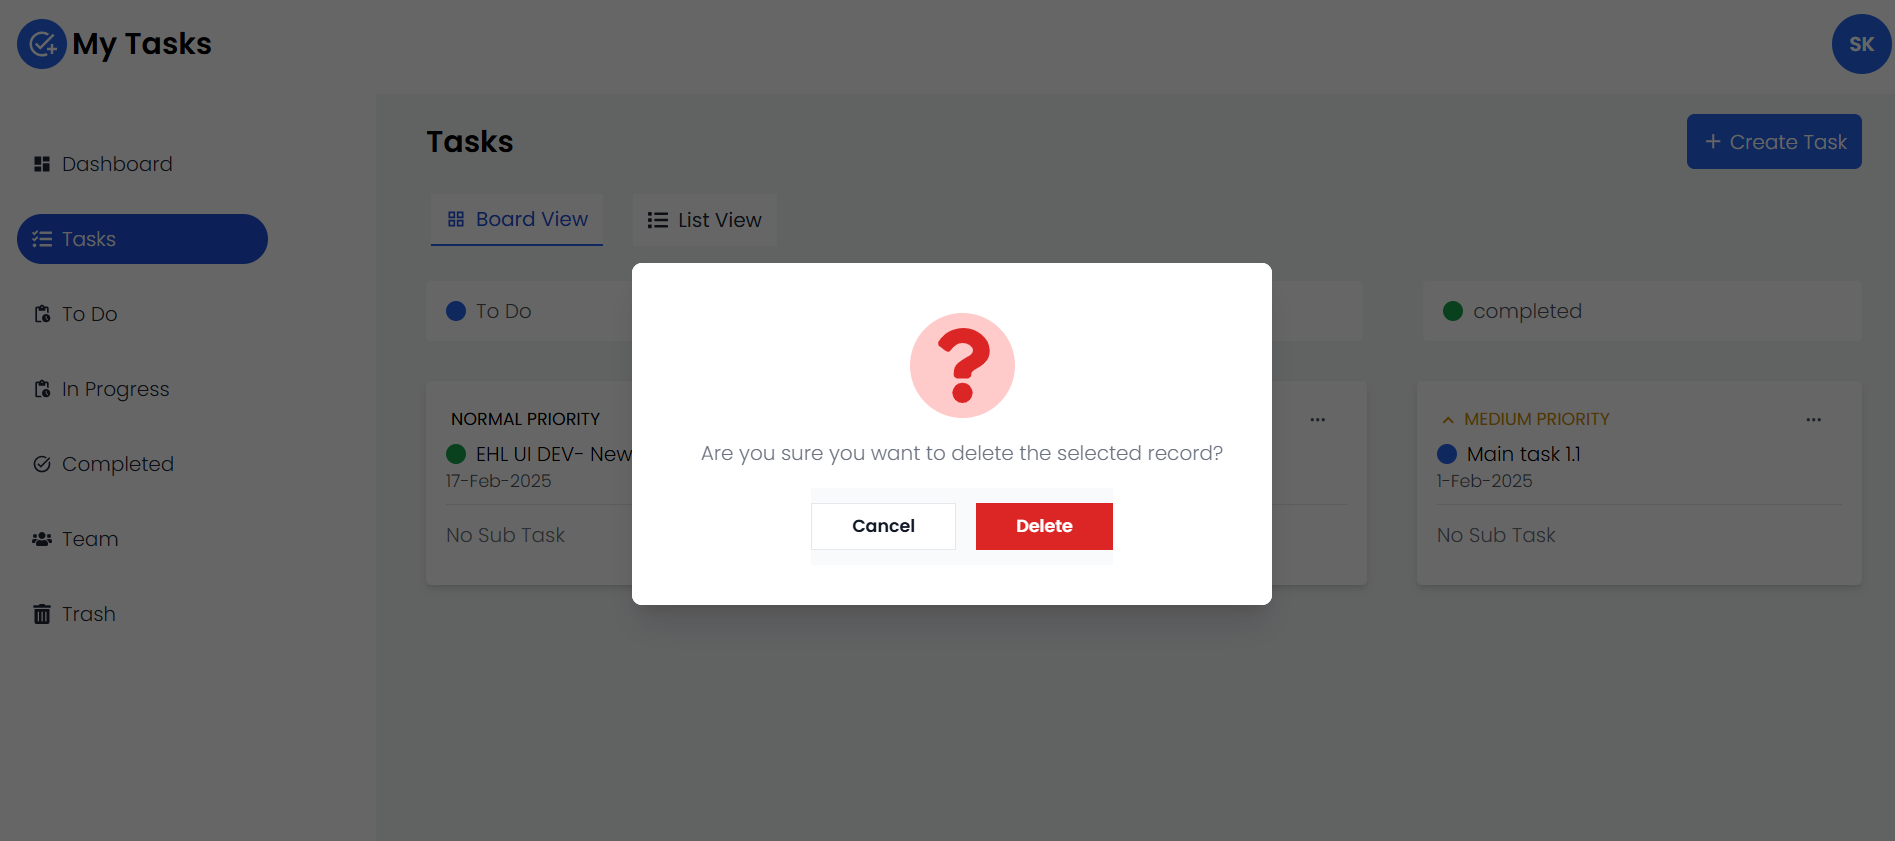 My Tasks
SK
Dashboard
Tasks
To Do
In Progress
Completed
Team
Trash
Tasks
+ Create Task
Board View
List View
To Do
completed
NORMAL PRIORITY
EHL UI DEV- New
17-Feb-2025
No Sub Task
...
MEDIUM PRIORITY
...
Main task 1.1
1-Feb-2025
No Sub Task
?
Are you sure you want to delete the selected record?
Cancel
Delete